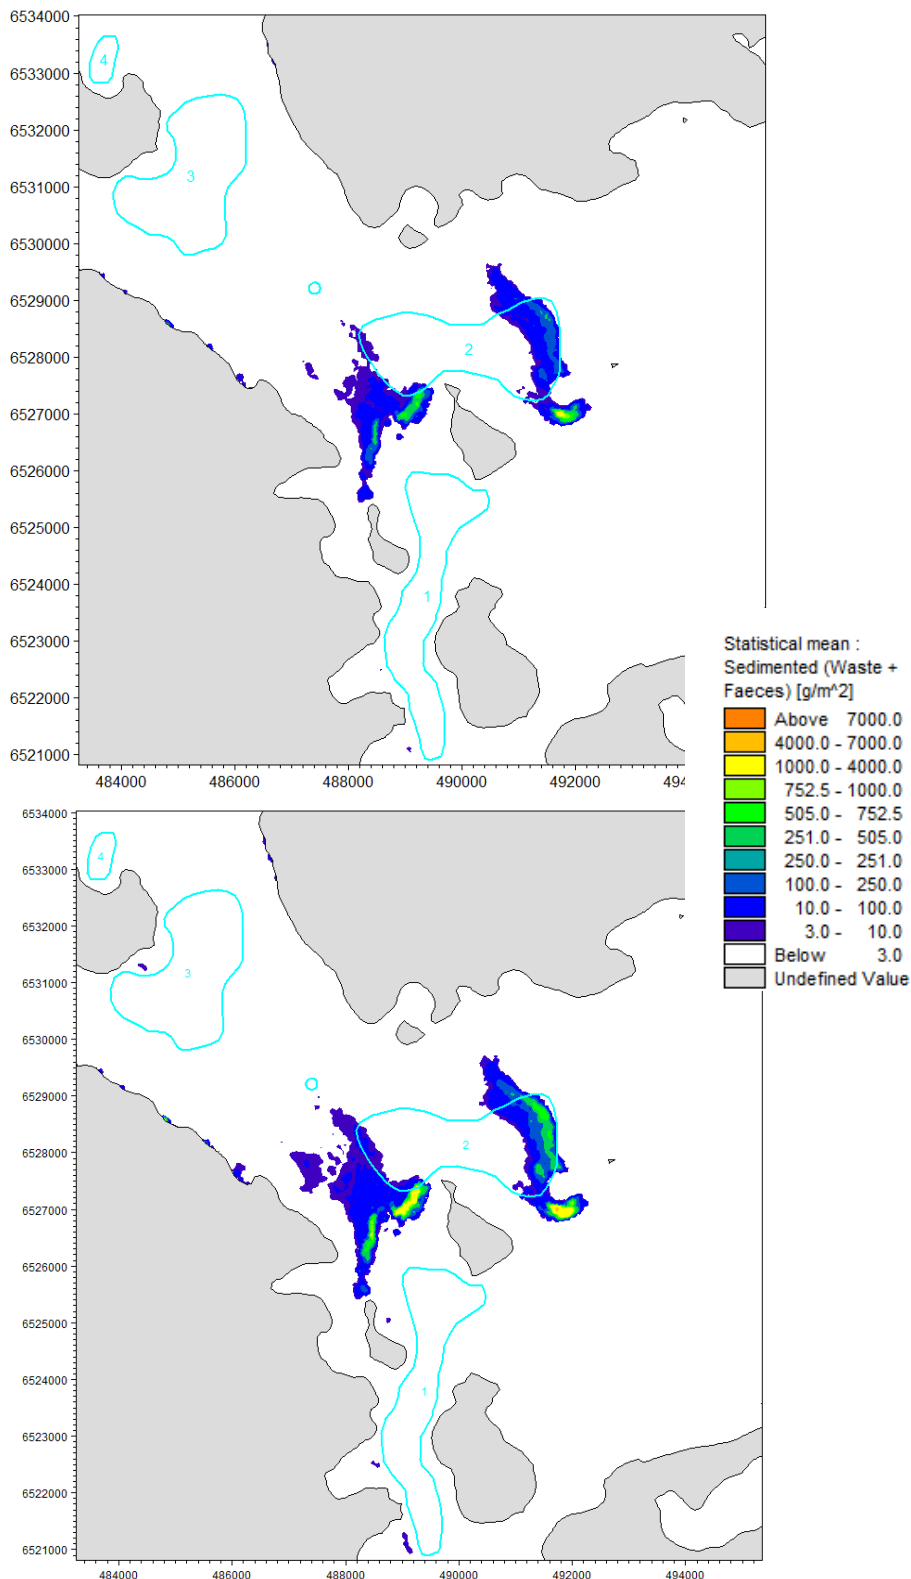 6534000
4
6533000
6532000
3
6531000
6530000
6529000
2
6528000
6527000
6526000
6525000
6524000
1
6523000
6522000
6521000
484000 486000 488000 490000 492000 494
Statistical mean :
Sedimented (Waste +
Faeces) [g/m^2]
Above 7000.0
4000.0 - 7000.0
1000.0 - 4000.0
752.5 - 1000.0
505.0 - 752.5
251.0 - 505.0
250.0 - 251.0
100.0 - 250.0
10.0 - 100.0
3.0 - 10.0
Below 3.0
Undefined Value
6534000
4
6533000
6532000
3
6531000
6530000
6529000
2
6528000
6527000
6526000
6525000
6524000
1
6523000
6522000
6521000
484000 486000 488000 490000 492000 494000